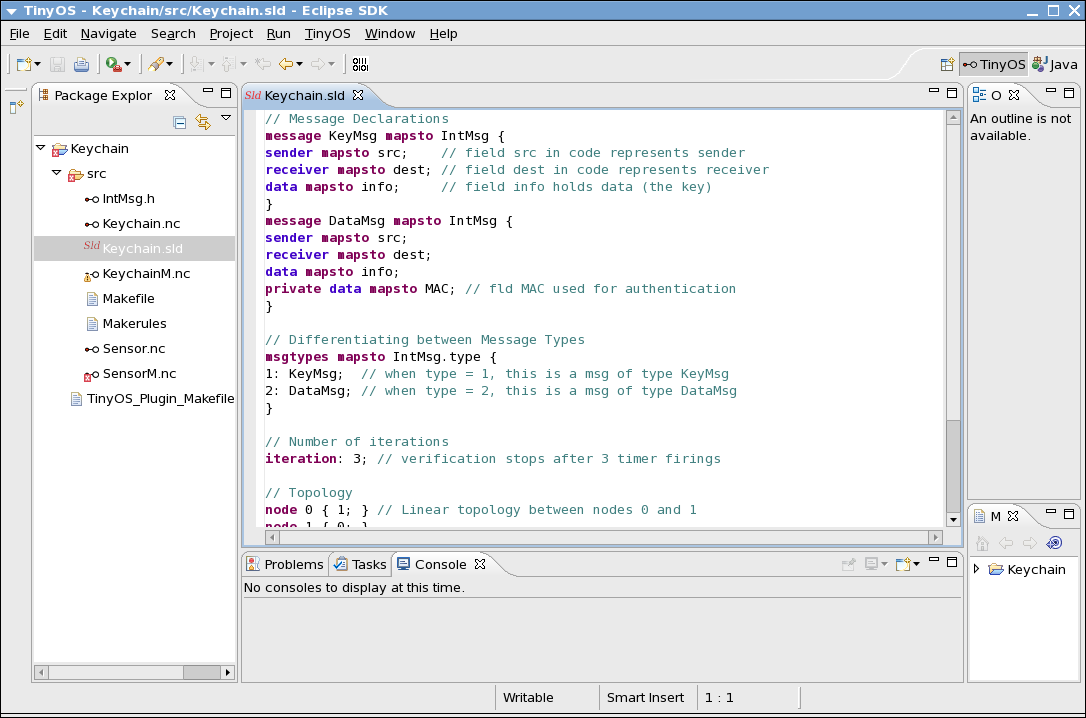 TinyOS - Keychain/src/Keychain.sld - Eclipse SDK
File Edit Navigate Search Project Run TinyOS Window Help
TinyOS Java
Package Explor
Keychain
src
IntMsg.h
Keychain.nc
Sld Keychain.sld
KeychainM.nc
Makefile
Makerules
Sensor.nc
SensorM.nc
TinyOS_Plugin_Makefile
Sld Keychain.sld
// Message Declarations
message KeyMsg mapsto IntMsg {
sender mapsto src;    // field src in code represents sender
receiver mapsto dest; // field dest in code represents receiver
data mapsto info;     // field info holds data (the key)
}
message DataMsg mapsto IntMsg {
sender mapsto src;
receiver mapsto dest;
data mapsto info;
private data mapsto MAC; // fld MAC used for authentication
}
// Differentiating between Message Types
msgtypes mapsto IntMsg.type {
1: KeyMsg;  // when type = 1, this is a msg of type KeyMsg
2: DataMsg; // when type = 2, this is a msg of type DataMsg
}
// Number of iterations
iteration: 3; // verification stops after 3 timer firings
// Topology
node 0 { 1; } // Linear topology between nodes 0 and 1
node 1 { 0; }
O
An outline is not
available.
M
Keychain
Problems Tasks Console
No consoles to display at this time.
Writable Smart Insert 1 : 1